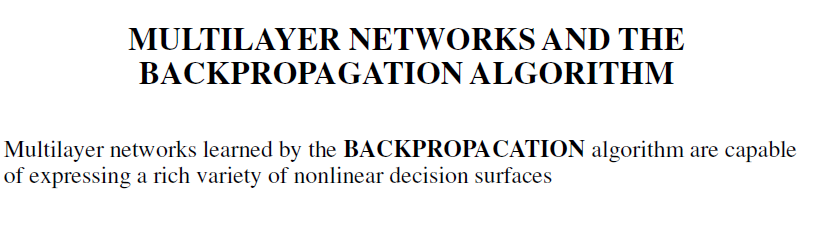 MULTILAYER NETWORKS AND THE
BACKPROPAGATION ALGORITHM
Multilayer networks learned by the BACKPROPACATION algorithm are capable
of expressing a rich variety of nonlinear decision surfaces